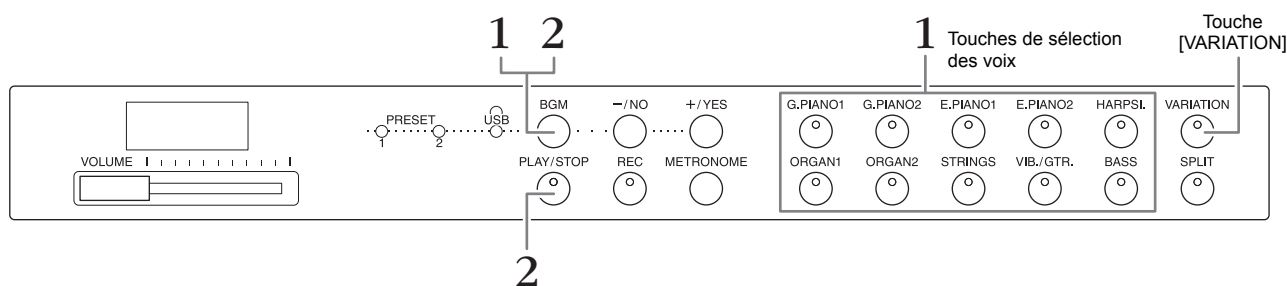 1 2
1 Touches de sélection
des voix
Touche
[VARIATION]
BGM −/NO +/YES G.PIANO1 G.PIANO2 E.PIANO1 E.PIANO2 HARPSI. VARIATION
PRESET USB
1 2
VOLUME PLAY/STOP REC METRONOME ORGAN1 ORGAN2 STRINGS VIB./GTR. BASS SPLIT
2